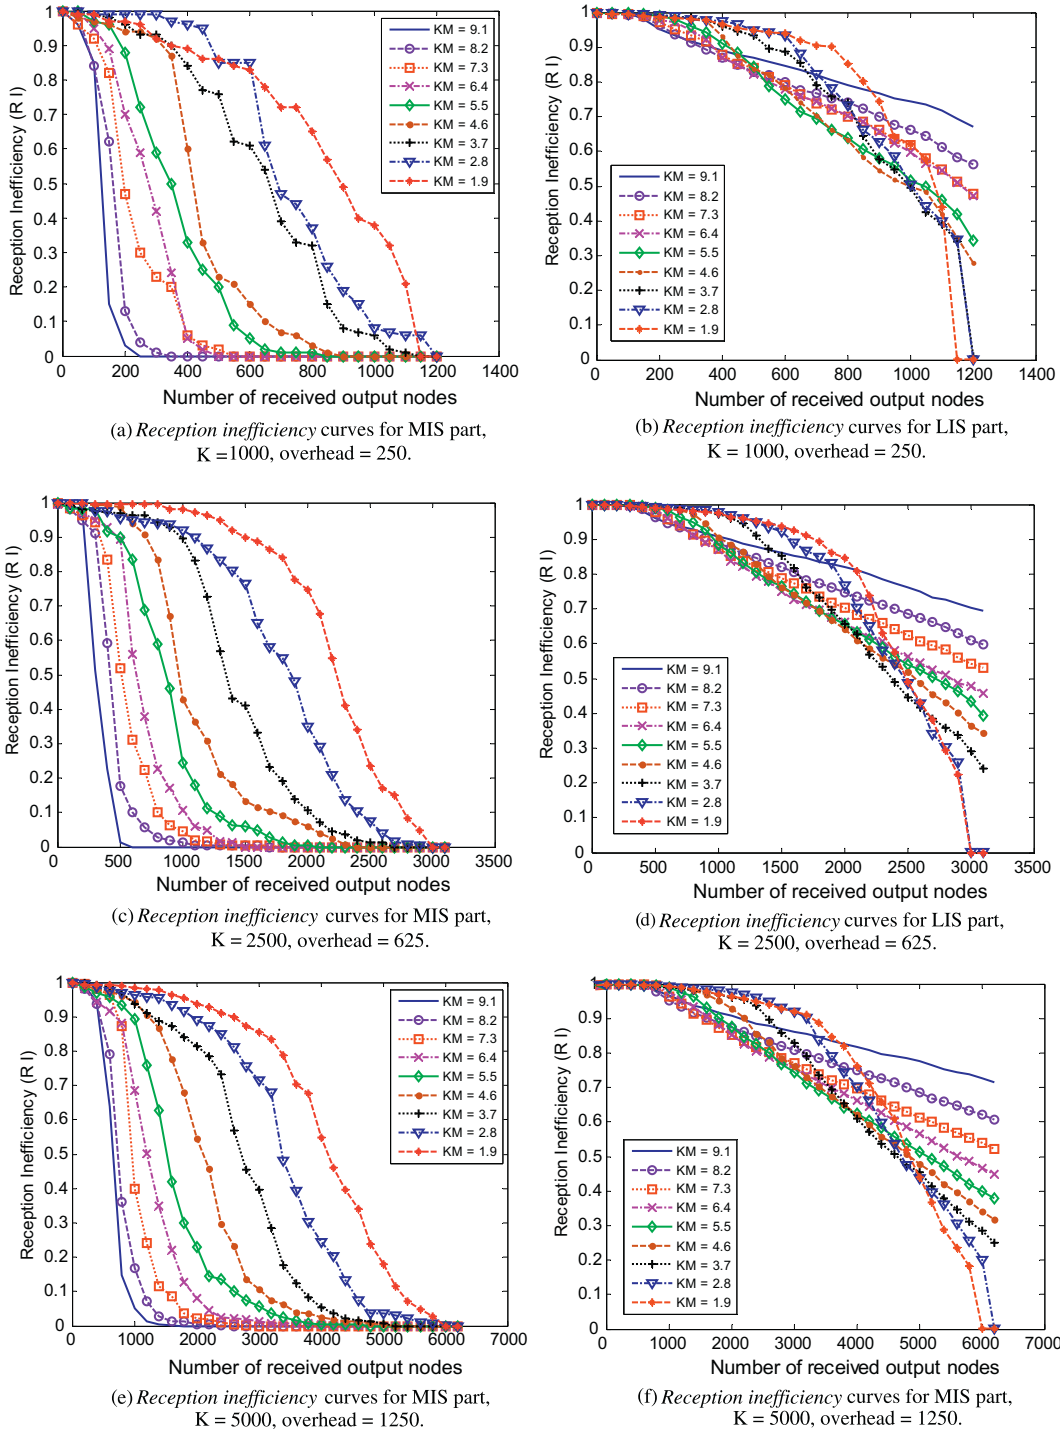 Reception Inefficiency (R I)
1
0.9
0.8
0.7
0.6
0.5
0.4
0.3
0.2
0.1
0
KM = 9.1
KM = 8.2
KM = 7.3
KM = 6.4
KM = 5.5
KM = 4.6
KM = 3.7
KM = 2.8
KM = 1.9
0 200 400 600 800 1000 1200 1400
Number of received output nodes
(a) Reception inefficiency curves for MIS part,
K =1000, overhead = 250.
Reception Inefficiency (R I)
1
0.9
0.8
0.7
0.6
0.5
0.4
0.3
0.2
0.1
0
KM = 9.1
KM = 8.2
KM = 7.3
KM = 6.4
KM = 5.5
KM = 4.6
KM = 3.7
KM = 2.8
KM = 1.9
0 200 400 600 800 1000 1200 1400
Number of received output nodes
(b) Reception inefficiency curves for LIS part,
K = 1000, overhead = 250.
Reception Inefficiency (R I)
1
0.9
0.8
0.7
0.6
0.5
0.4
0.3
0.2
0.1
0
0 500 1000 1500 2000 2500 3000 3500
Number of received output nodes
(c) Reception inefficiency curves for MIS part,
K = 2500, overhead = 625.
Reception Inefficiency (R I)
1
0.9
0.8
0.7
0.6
0.5
0.4
0.3
0.2
0.1
0
KM = 9.1
KM = 8.2
KM = 7.3
KM = 6.4
KM = 5.5
KM = 4.6
KM = 3.7
KM = 2.8
KM = 1.9
0 500 1000 1500 2000 2500 3000 3500
Number of received output nodes
(d) Reception inefficiency curves for LIS part,
K = 2500, overhead = 625.
Reception Inefficiency (R I)
1
0.9
0.8
0.7
0.6
0.5
0.4
0.3
0.2
0.1
0
KM = 9.1
KM = 8.2
KM = 7.3
KM = 6.4
KM = 5.5
KM = 4.6
KM = 3.7
KM = 2.8
KM = 1.9
0 1000 2000 3000 4000 5000 6000 7000
Number of received output nodes
(e) Reception inefficiency curves for MIS part,
K = 5000, overhead = 1250.
Reception Inefficiency (R I)
1
0.9
0.8
0.7
0.6
0.5
0.4
0.3
0.2
0.1
0
KM = 9.1
KM = 8.2
KM = 7.3
KM = 6.4
KM = 5.5
KM = 4.6
KM = 3.7
KM = 2.8
KM = 1.9
0 1000 2000 3000 4000 5000 6000 7000
Number of received output nodes
(f) Reception inefficiency curves for MIS part,
K = 5000, overhead = 1250.